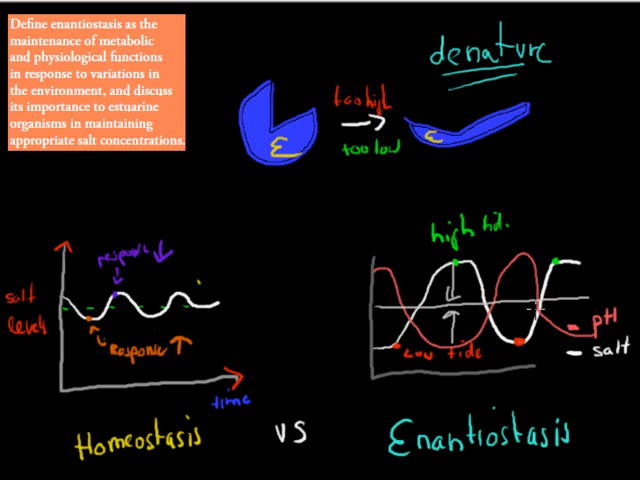 Define enantiostasis as the
maintenance of metabolic
and physiological functions
in response to variations in
the environment, and discuss
its importance to estuarine
organisms in maintaining
appropriate salt concentrations.
denature
too high
too low
E
E
response ↓
salt
levels
Response ↑
time
high tid.
Low tide
pH
salt
Homeostasis
vs
Enantiostasis